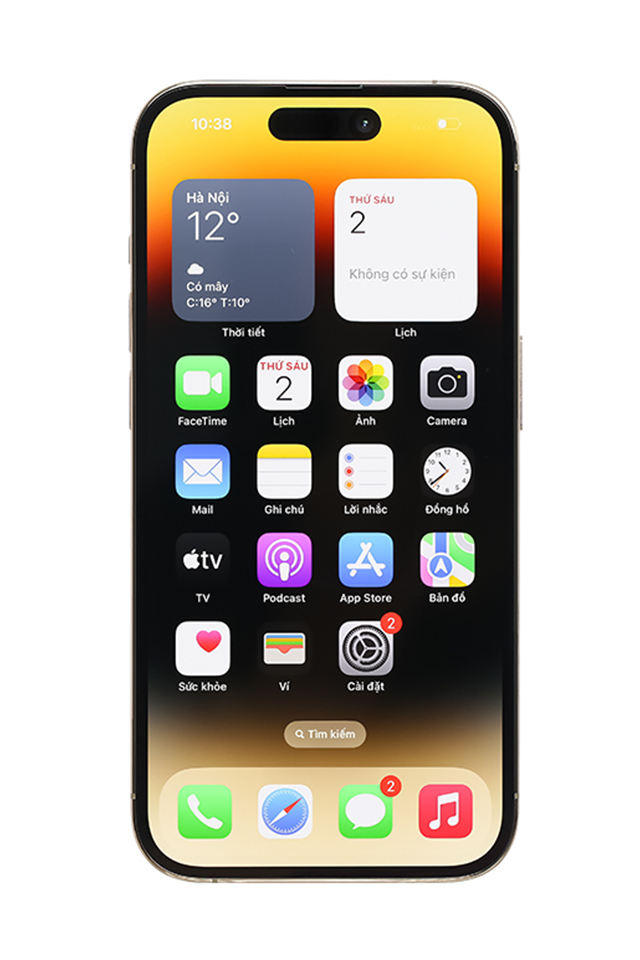 10:38
Hà Nội
12°
Có mây
C:16° T:10°
Thời tiết
THỨ SÁU
2
Không có sự kiện
Lịch
FaceTime
THỨ SÁU
2
Lịch
Ảnh
Camera
Mail
Ghi chú
Lời nhắc
Đồng hồ
tv
TV
Podcast
App Store
Bản đồ
Sức khỏe
Ví
2
Cài đặt
Tìm kiếm
2